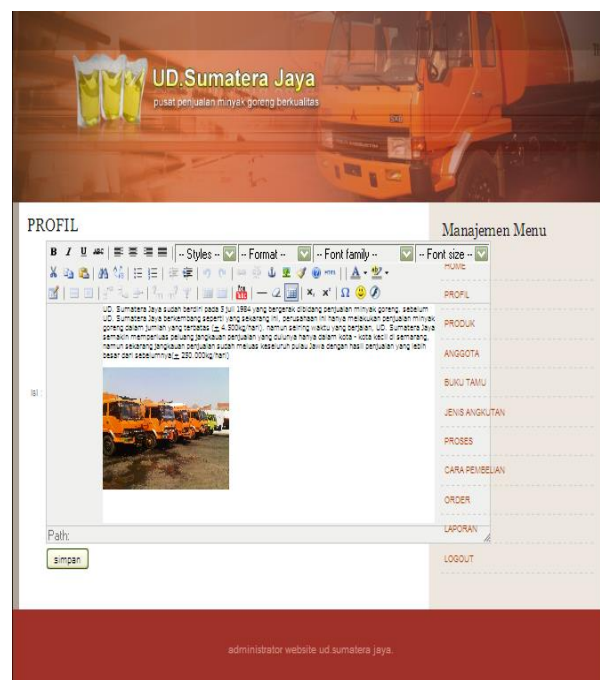 UD.Sumatera Jaya
pusat penjualan minyak goreng berkualitas
PROFIL
B I U ABC -- Styles -- -- Format -- -- Font family -- -- Font size --
UD. Sumatera Jaya sudah berdiri pada 3 juli 1984 yang bergerak dibidang penjualan minyak goreng, sebelum
UD. Sumatera Jaya berkembang seperti yang sekarang ini, perusahaan ini hanya melakukan penjualan minyak
goreng dalam jumlah yang terbatas (± 4.500kg/hari). namun seiring waktu yang berjalan, UD. Sumatera Jaya
semakin memperluas jangkauan penjualan yang dulunya hanya dalam kota - kota kecil di semarang,
namun sekarang jangkauan penjualan sudah meluas keseluruh pulau Jawa dengan hasil penjualan yang lebih
besar dari sebelumnya(± 250.000kg/hari)
Isi :
Path:
simpan
Manajemen Menu
HOME
PROFIL
PRODUK
ANGGOTA
BUKU TAMU
JENIS ANGKUTAN
PROSES
CARA PEMBELIAN
ORDER
LAPORAN
LOGOUT
administrator website ud.sumatera jaya.